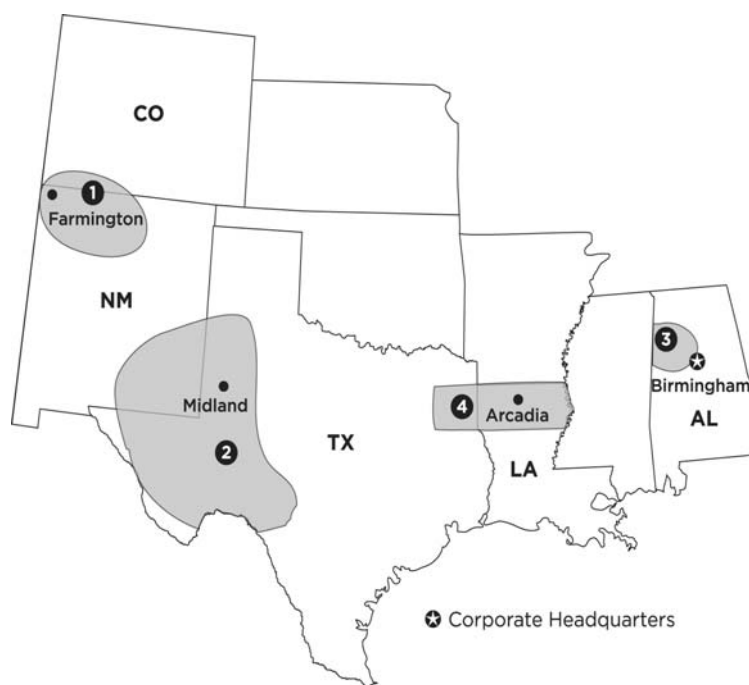 CO
1
Farmington
NM
Midland
2
TX
4
Arcadia
LA
3
Birmingham
AL
Corporate Headquarters